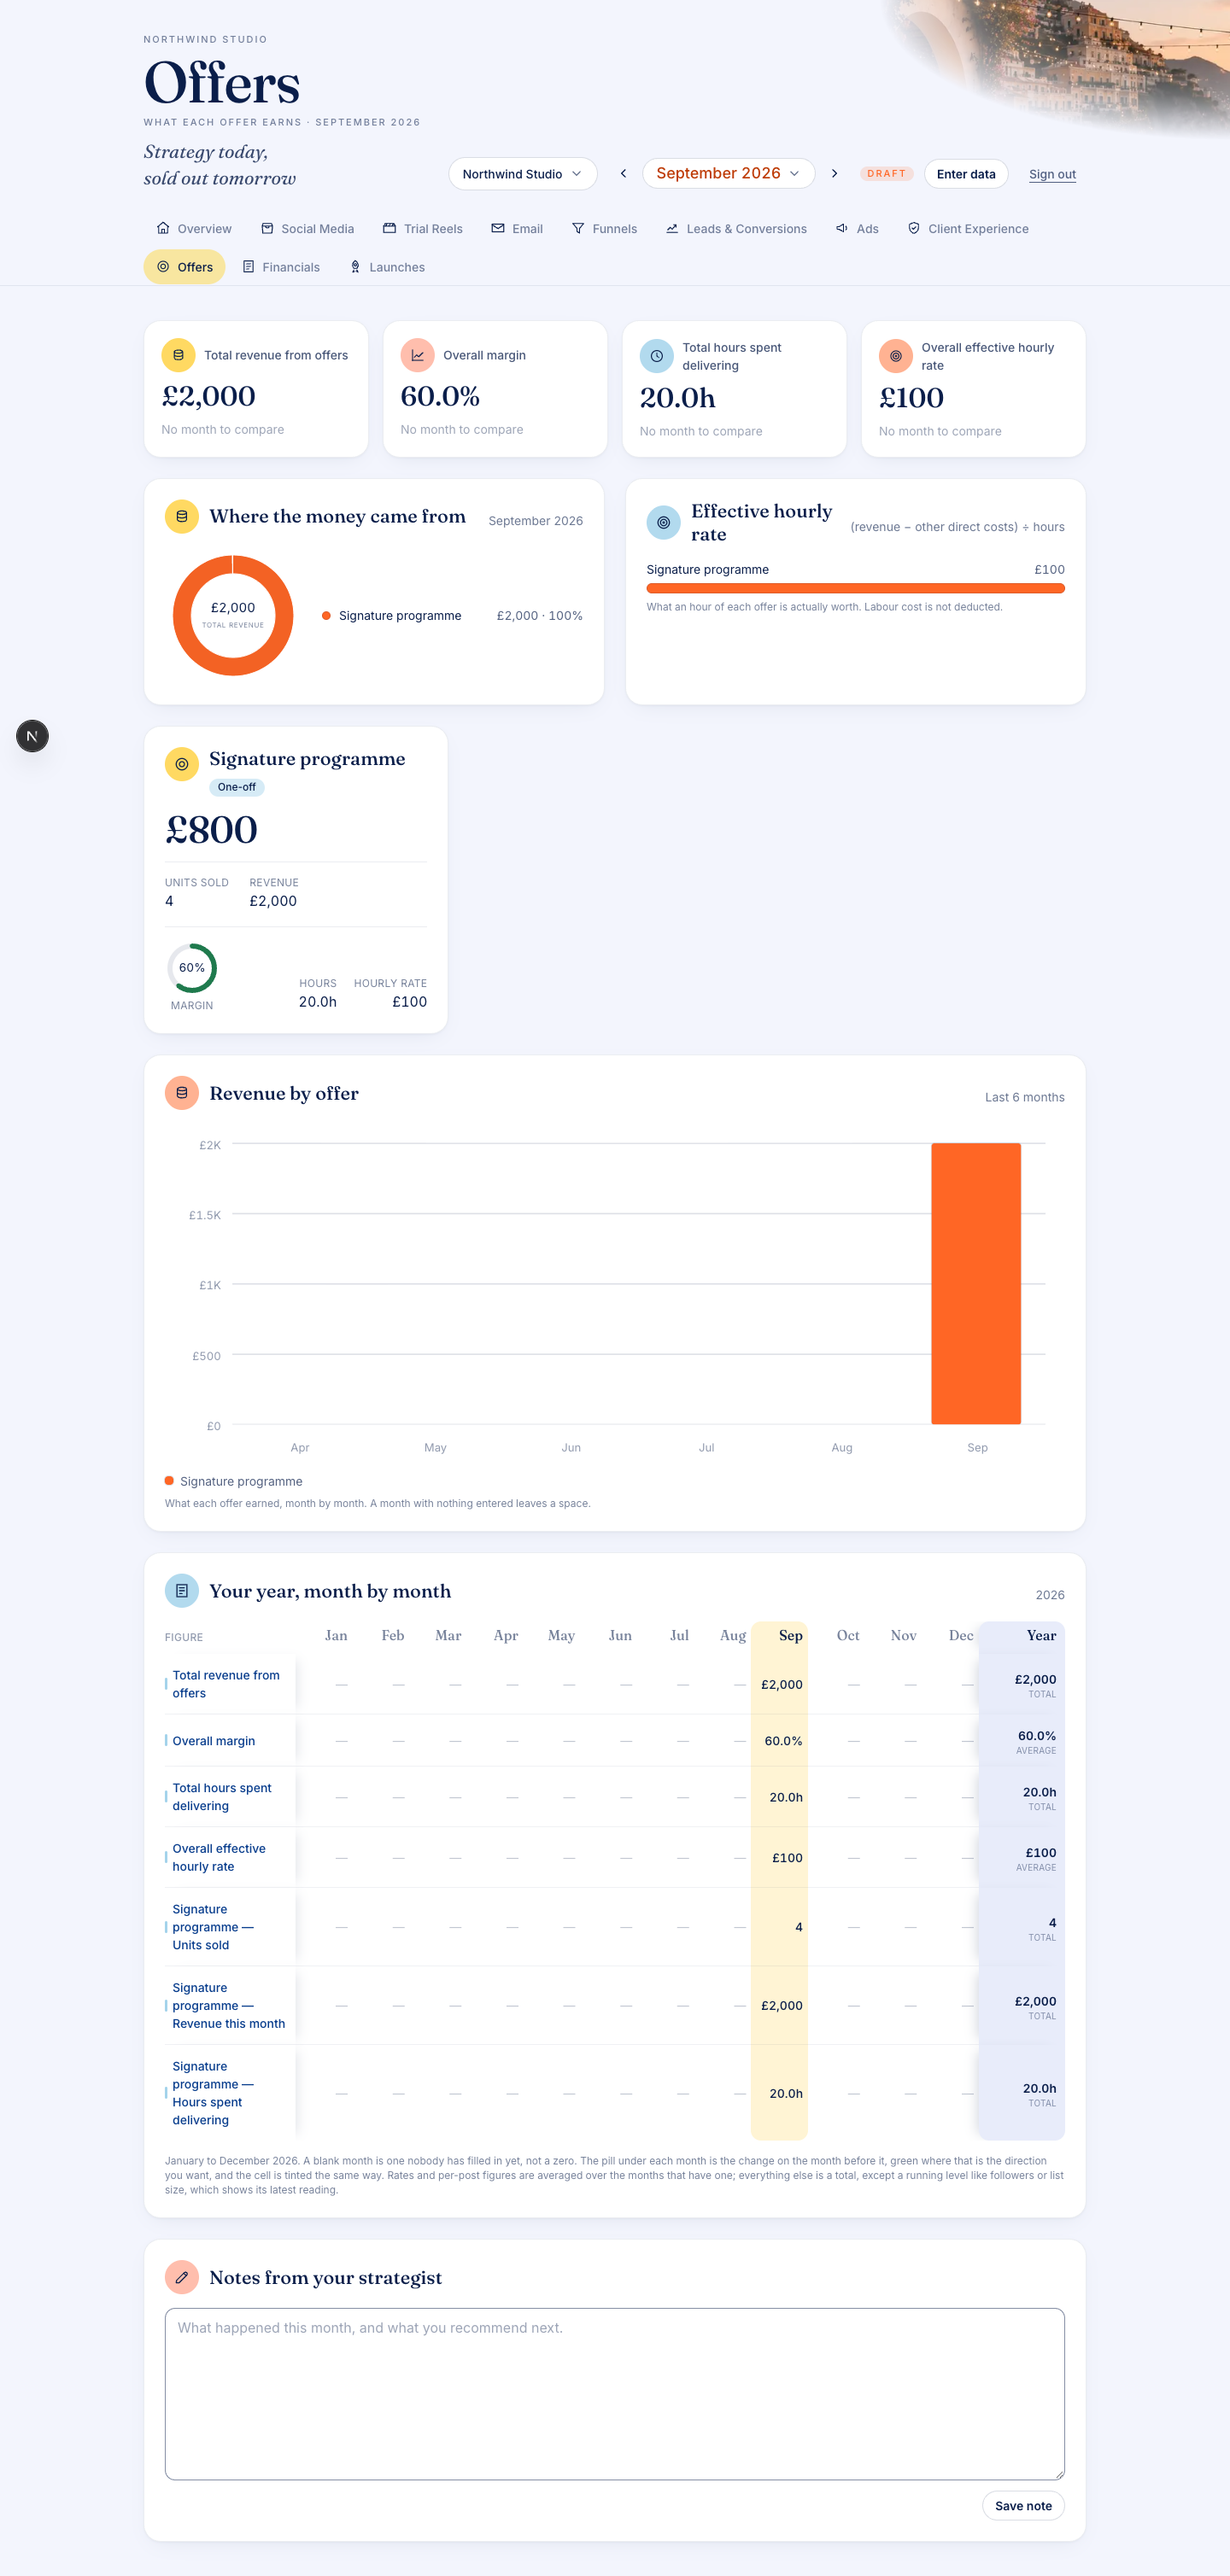 NORTHWIND STUDIO
Offers
WHAT EACH OFFER EARNS · SEPTEMBER 2026
Strategy today,
sold out tomorrow
Northwind Studio
September 2026
DRAFT
Enter data
Sign out
Overview
Social Media
Trial Reels
Email
Funnels
Leads & Conversions
Ads
Client Experience
Offers
Financials
Launches
Total revenue from offers
£2,000
No month to compare
Overall margin
60.0%
No month to compare
Total hours spent
delivering
20.0h
No month to compare
Overall effective hourly
rate
£100
No month to compare
Where the money came from
September 2026
£2,000
TOTAL REVENUE
Signature programme
£2,000 · 100%
Effective hourly
rate
(revenue − other direct costs) ÷ hours
Signature programme
£100
What an hour of each offer is actually worth. Labour cost is not deducted.
N
Signature programme
One-off
£800
UNITS SOLD
4
REVENUE
£2,000
60%
MARGIN
HOURS
20.0h
HOURLY RATE
£100
Revenue by offer
Last 6 months
£2K
£1.5K
£1K
£500
£0
Apr May Jun Jul Aug Sep
Signature programme
What each offer earned, month by month. A month with nothing entered leaves a space.
Your year, month by month
2026
FIGURE Jan Feb Mar Apr May Jun Jul Aug Sep Oct Nov Dec Year
Total revenue from
offers
— — — — — — — — £2,000 — — — £2,000
TOTAL
Overall margin
— — — — — — — — 60.0% — — — 60.0%
AVERAGE
Total hours spent
delivering
— — — — — — — — 20.0h — — — 20.0h
TOTAL
Overall effective
hourly rate
— — — — — — — — £100 — — — £100
AVERAGE
Signature
programme —
Units sold
— — — — — — — — 4 — — — 4
TOTAL
Signature
programme —
Revenue this month
— — — — — — — — £2,000 — — — £2,000
TOTAL
Signature
programme —
Hours spent
delivering
— — — — — — — — 20.0h — — — 20.0h
TOTAL
January to December 2026. A blank month is one nobody has filled in yet, not a zero. The pill under each month is the change on the month before it, green where that is the direction
you want, and the cell is tinted the same way. Rates and per-post figures are averaged over the months that have one; everything else is a total, except a running level like followers or list
size, which shows its latest reading.
Notes from your strategist
What happened this month, and what you recommend next.
Save note